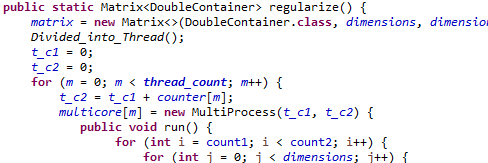 public static Matrix<DoubleContainer> regularize() {
matrix = new Matrix<>(DoubleContainer.class, dimensions, dimens
Divided_into_Thread();
t_c1 = 0;
t_c2 = 0;
for (m = 0; m < thread_count; m++) {
t_c2 = t_c1 + counter[m];
multicore[m] = new MultiProcess(t_c1, t_c2) {
public void run() {
for (int i = count1; i < count2; i++) {
for (int j = 0; j < dimensions; j++) {